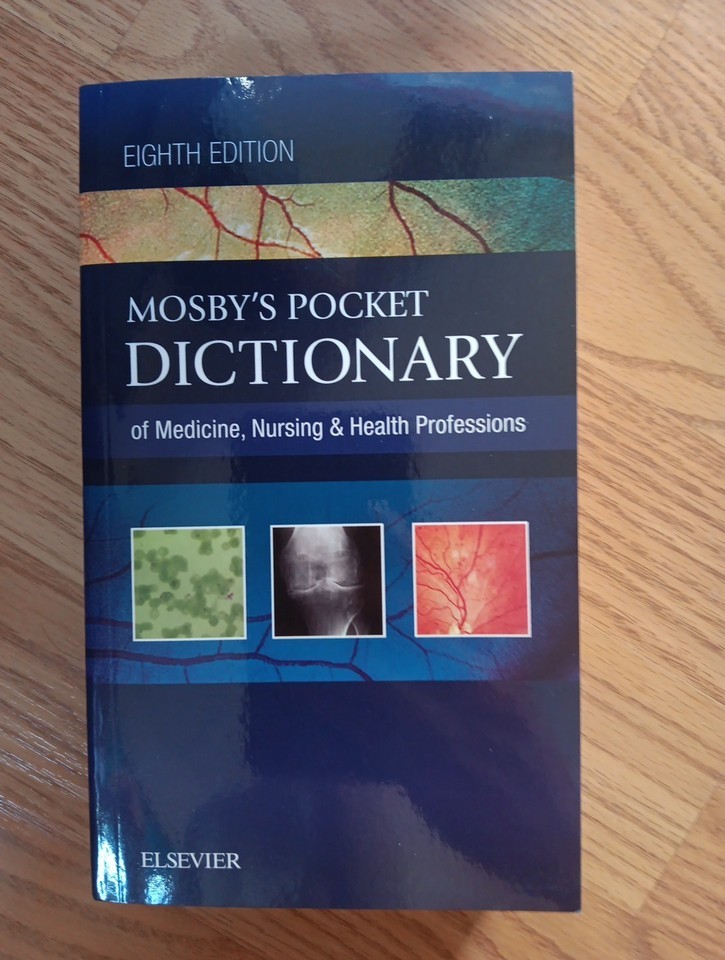 EIGHTH EDITION
MOSBY'S POCKET
DICTIONARY
of Medicine, Nursing & Health Professions
ELSEVIER